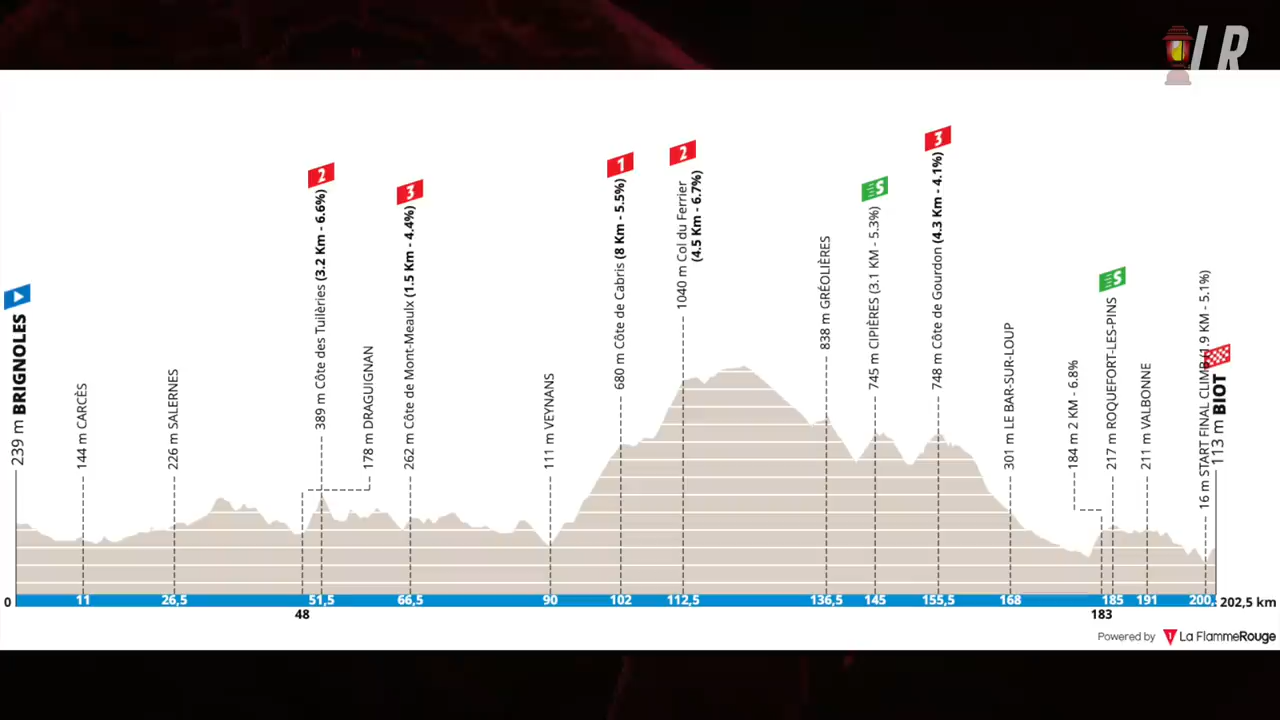 LR
239 m BRIGNOLES
144 m CARCÈS
226 m SALERNES
2
389 m Côte des Tuilèries (3.2 Km - 6.6%)
178 m DRAGUIGNAN
3
262 m Côte de Mont-Meaulx (1.5 Km - 4.4%)
111 m VEYNANS
1
680 m Côte de Cabris (8 Km - 5.5%)
2
1040 m Col du Ferrier
(4.5 Km - 6.7%)
838 m GRÉOLIÈRES
S
745 m CIPIÈRES (3.1 KM - 5.3%)
3
748 m Côte de Gourdon (4.3 Km - 4.1%)
301 m LE BAR-SUR-LOUP
184 m 2 KM - 6.8%
S
217 m ROQUEFORT-LES-PINS
211 m VALBONNE
16 m START FINAL CLIMB (1.9 KM - 5.1%)
113 m BIOT
0
11
26,5
48
51,5
66,5
90
102
112,5
136,5
145
155,5
168
183
185
191
200,
202,5 km
Powered by La FlammeRouge